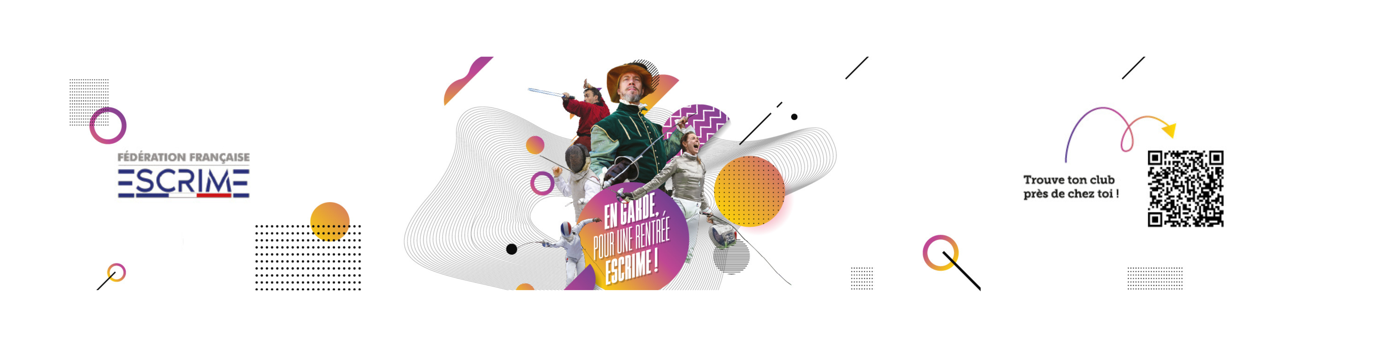 FÉDÉRATION FRANÇAISE
ESCRIME
EN GARDE,
POUR UNE RENTRÉE
ESCRIME !
Trouve ton club
près de chez toi !